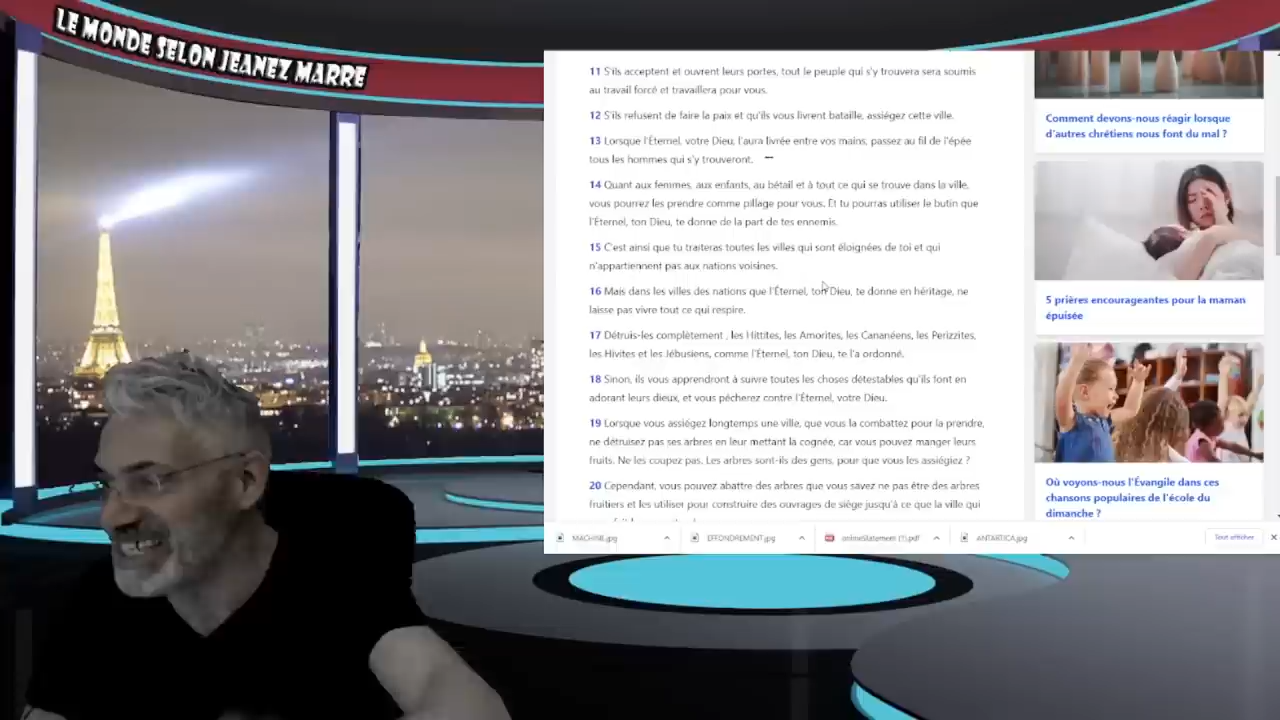 LE MONDE SELON JEANEZ MARRE
11 S'ils acceptent et ouvrent leurs portes, tout le peuple qui s'y trouvera sera soumis
au travail forcé et travaillera pour vous.
12 S'ils refusent de faire la paix et qu'ils vous livrent bataille, assiégez cette ville.
13 Lorsque l'Éternel, votre Dieu, l'aura livrée entre vos mains, passez au fil de l'épée
tous les hommes qui s'y trouveront.
14 Quant aux femmes, aux enfants, au bétail et à tout ce qui se trouve dans la ville,
vous pourrez les prendre comme pillage pour vous. Et tu pourras utiliser le butin que
l'Éternel, ton Dieu, te donne de la part de tes ennemis.
15 C'est ainsi que tu traiteras toutes les villes qui sont éloignées de toi et qui
n'appartiennent pas aux nations voisines.
16 Mais dans les villes des nations que l'Éternel, ton Dieu, te donne en héritage, ne
laisse pas vivre tout ce qui respire.
17 Détruis-les complètement , les Hittites, les Amorites, les Cananéens, les Perizzites,
les Hivites et les Jébusiens, comme l'Éternel, ton Dieu, te l'a ordonné.
18 Sinon, ils vous apprendront à suivre toutes les choses détestables qu'ils font en
adorant leurs dieux, et vous pécherez contre l'Éternel, votre Dieu.
19 Lorsque vous assiégez longtemps une ville, que vous la combattez pour la prendre,
ne détruisez pas ses arbres en leur mettant la cognée, car vous pouvez manger leurs
fruits. Ne les coupez pas. Les arbres sont-ils des gens, pour que vous les assiégiez ?
20 Cependant, vous pouvez abattre des arbres que vous savez ne pas être des arbres
fruitiers et les utiliser pour construire des ouvrages de siège jusqu'à ce que la ville qui
Comment devons-nous réagir lorsque
d'autres chrétiens nous font du mal ?
5 prières encourageantes pour la maman
épuisée
Où voyons-nous l'Évangile dans ces
chansons populaires de l'école du
dimanche ?
MACHINE.jpg
EFFONDREMENT.jpg
onlineStatement (1).pdf
ANTARTICA.jpg
Tout afficher